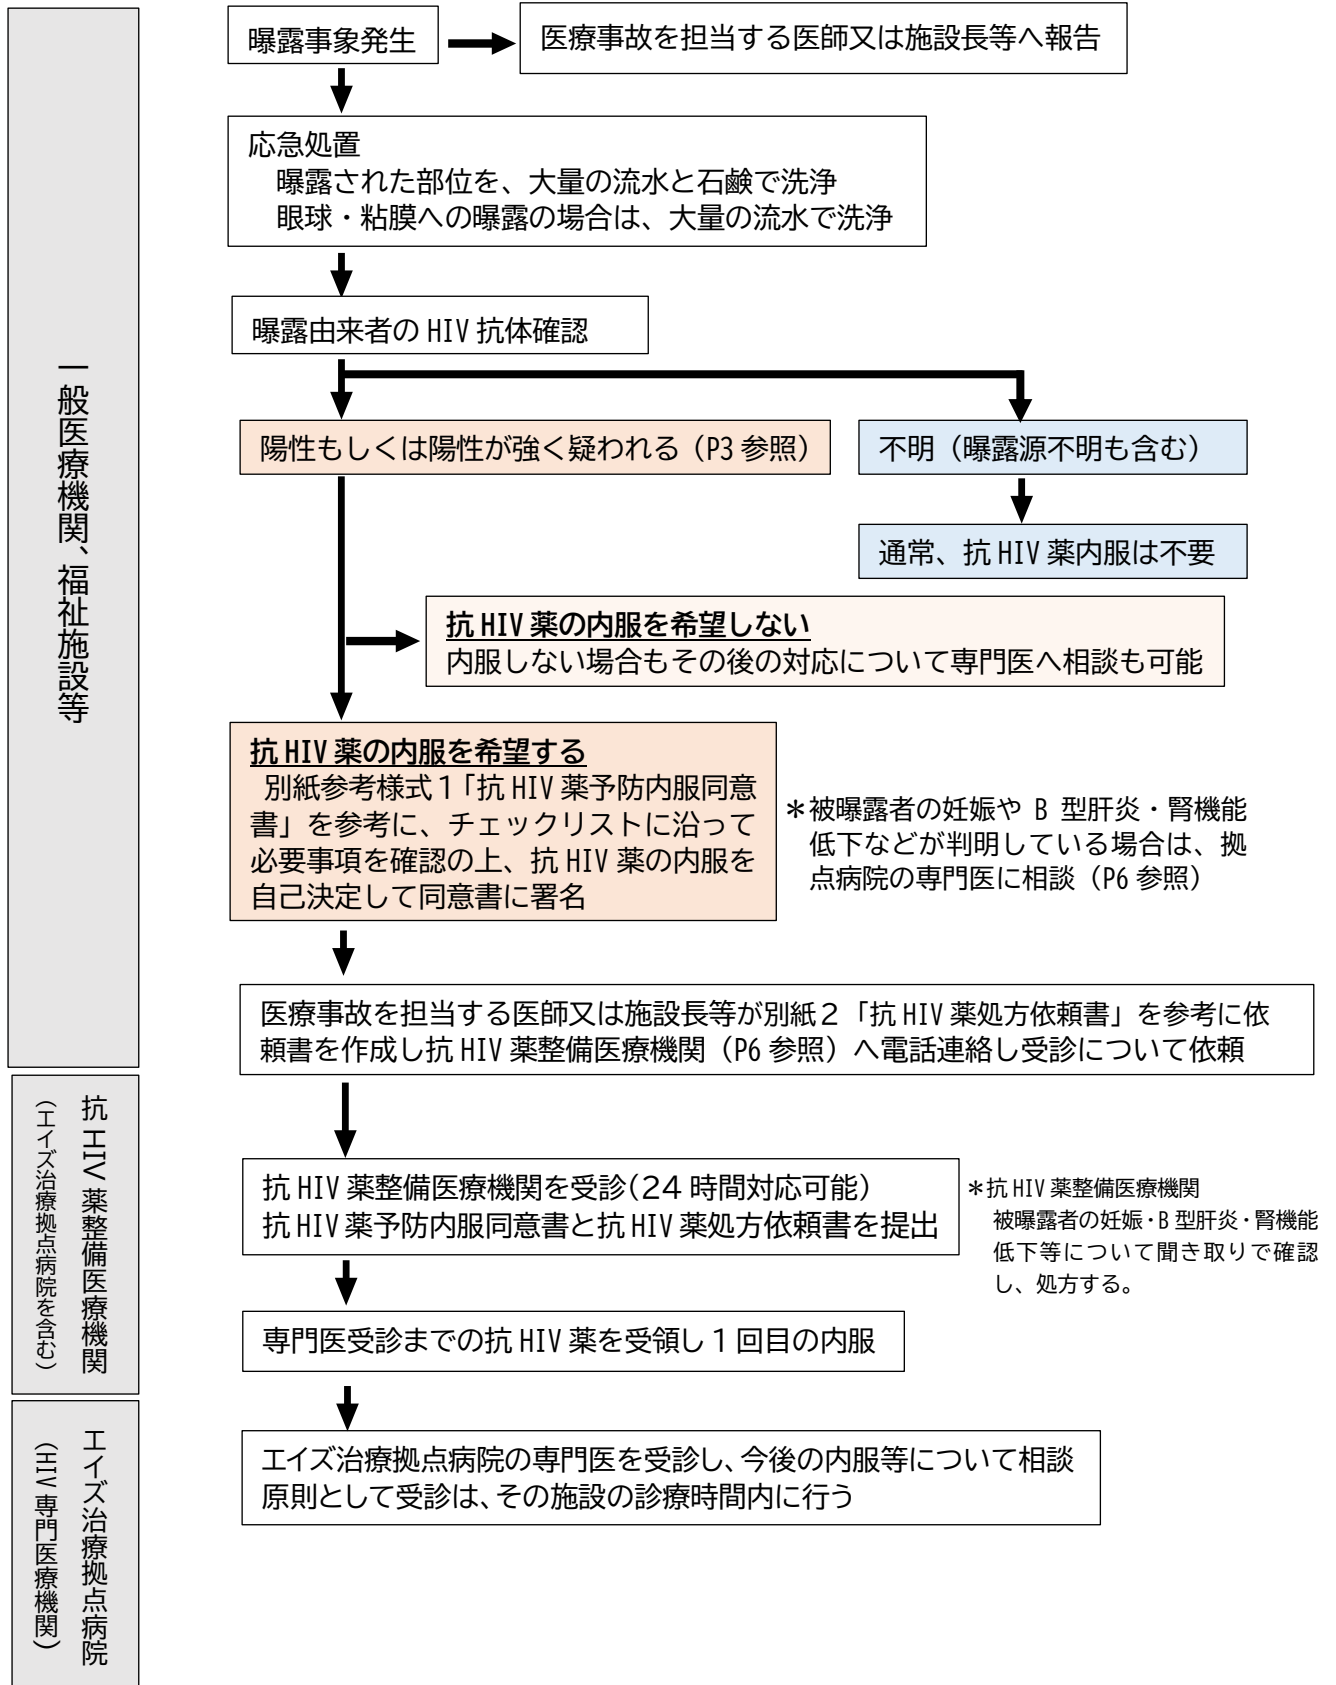 曝露事象発生
医療事故を担当する医師又は施設長等へ報告
応急処置
曝露された部位を、大量の流水と石鹸で洗浄
眼球・粘膜への曝露の場合は、大量の流水で洗浄
曝露由来者の HIV 抗体確認
陽性もしくは陽性が強く疑われる（P3 参照）
不明（曝露源不明も含む）
通常、抗 HIV 薬内服は不要
抗 HIV 薬の内服を希望しない
内服しない場合もその後の対応について専門医へ相談も可能
抗 HIV 薬の内服を希望する
別紙参考様式１「抗 HIV 薬予防内服同意
書」を参考に、チェックリストに沿って
必要事項を確認の上、抗 HIV 薬の内服を
自己決定して同意書に署名
＊被曝露者の妊娠や B 型肝炎・腎機能
低下などが判明している場合は、拠
点病院の専門医に相談（P6 参照）
医療事故を担当する医師又は施設長等が別紙２「抗 HIV 薬処方依頼書」を参考に依
頼書を作成し抗 HIV 薬整備医療機関（P6 参照）へ電話連絡し受診について依頼
一般医療機関、福祉施設等
抗 HIV 薬整備医療機関を受診（24 時間対応可能）
抗 HIV 薬予防内服同意書と抗 HIV 薬処方依頼書を提出
＊抗 HIV 薬整備医療機関
被曝露者の妊娠・B 型肝炎・腎機能
低下等について聞き取りで確認
し、処方する。
専門医受診までの抗 HIV 薬を受領し 1 回目の内服
抗 HIV 薬整備医療機関
（エイズ治療拠点病院を含む）
エイズ治療拠点病院の専門医を受診し、今後の内服等について相談
原則として受診は、その施設の診療時間内に行う
エイズ治療拠点病院
（HIV 専門医療機関）